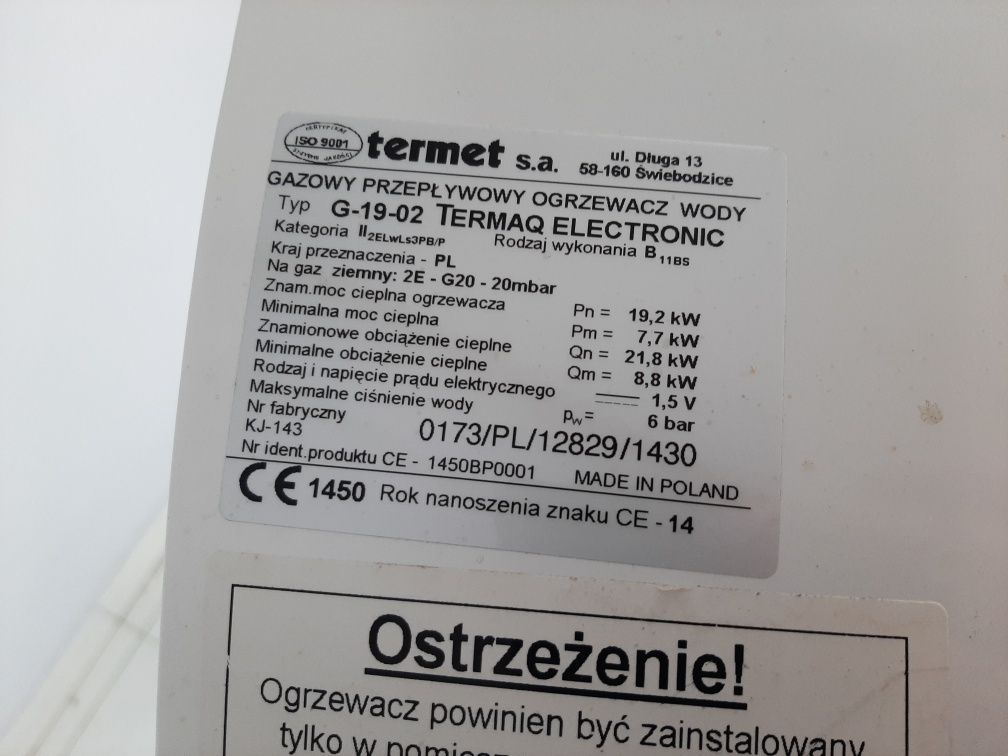 CERTYFIKAT
ISO 9001
SYSTEMU JAKOŚCI
termet s.a.
ul. Długa 13
58-160 Świebodzice
GAZOWY PRZEPŁYWOWY OGRZEWACZ WODY
Typ G-19-02 TERMAQ ELECTRONIC
Kategoria II2ELwLs3PB/P Rodzaj wykonania B11BS
Kraj przeznaczenia - PL
Na gaz ziemny: 2E - G20 - 20mbar
Znam.moc cieplna ogrzewacza Pn = 19,2 kW
Minimalna moc cieplna Pm = 7,7 kW
Znamionowe obciążenie cieplne Qn = 21,8 kW
Minimalne obciążenie cieplne Qm = 8,8 kW
Rodzaj i napięcie prądu elektrycznego 1,5 V
Maksymalne ciśnienie wody pw= 6 bar
Nr fabryczny 0173/PL/12829/1430
KJ-143
Nr ident.produktu CE - 1450BP0001 MADE IN POLAND
CE 1450 Rok nanoszenia znaku CE - 14
Ostrzeżenie!
Ogrzewacz powinien być zainstalowany
tylko w